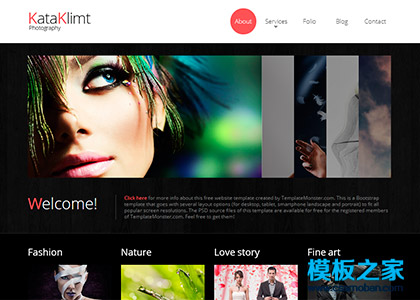 KataKlimt
Photography
About Services Folio Blog Contact
Welcome!
Click here for more info about this free website template created by TemplateMonster.com. This is a Bootstrap
template that goes with several layout options (for desktop, tablet, smartphone landscape and portrait) to fit all
popular screen resolutions. The PSD source files of this template are available for free for the registered members
of TemplateMonster.com. Feel free to get them!
Fashion Nature Love story Fine art
模板之家
www.cssmoban.com